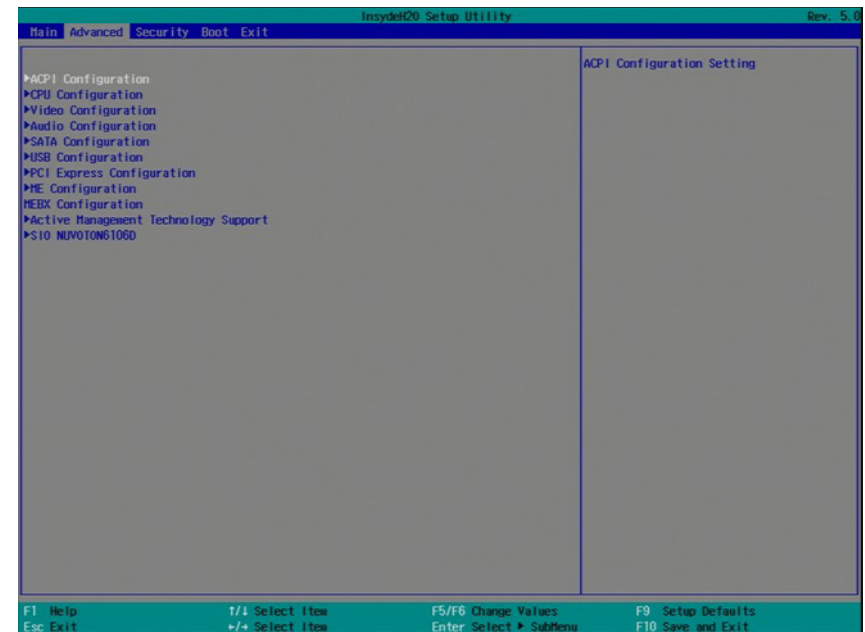 InsydeH20 Setup Utility Rev. 5.0
Main Advanced Security Boot Exit
ACPI Configuration Setting
▶ACPI Configuration
▶CPU Configuration
▶Video Configuration
▶Audio Configuration
▶SATA Configuration
▶USB Configuration
▶PCI Express Configuration
▶ME Configuration
MEBX Configuration
▶Active Management Technology Support
▶SIO NUVOTON6106D
F1 Help ↑/↓ Select Item F5/F6 Change Values F9 Setup Defaults
Esc Exit ←/→ Select Item Enter Select ▶ SubMenu F10 Save and Exit